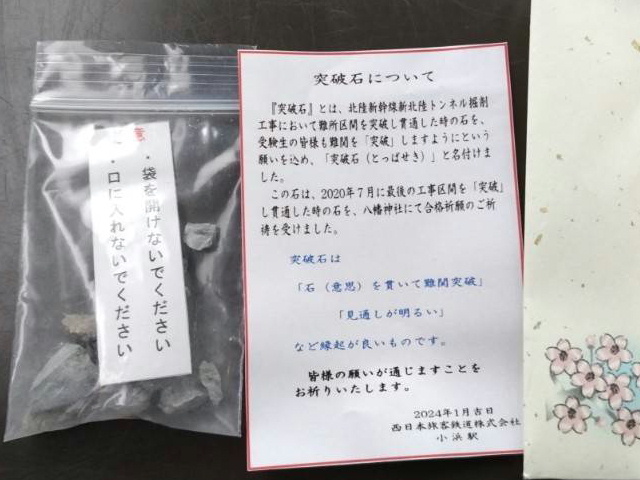 意
・袋を開けないでください
・口に入れないでください
突破石について
『突破石』とは、北陸新幹線新北陸トンネル掘削
工事において難所区間を突破し貫通した時の石を、
受験生の皆様も難関を「突破」しますようにという
願いを込め、「突破石（とっぱせき）」と名付けまし
た。
この石は、2020年７月に最後の工事区間を「突破」
し貫通した時の石を、八幡神社にて合格祈願のご祈
祷を受けました。
突破石は
「石（意思）を貫いて難関突破」
「見通しが明るい」
など縁起が良いものです。
皆様の願いが通じますことを
お祈りいたします。
2024年1月吉日
西日本旅客鉄道株式会社
小浜駅